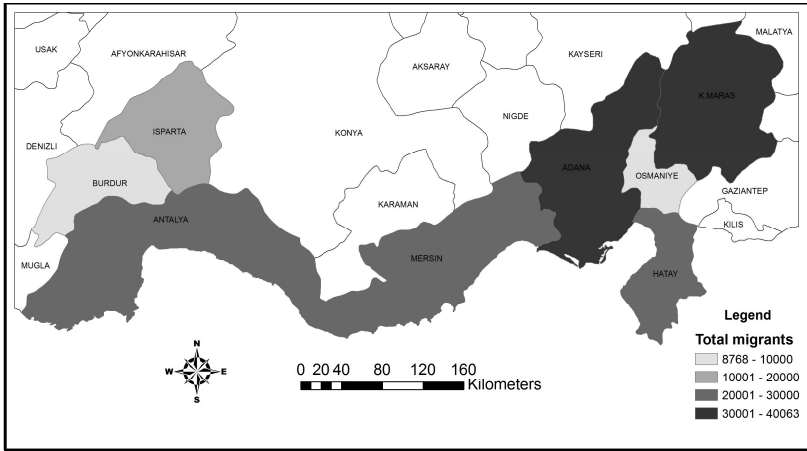 MALATYA
USAK
AFYONKARAHISAR
KAYSERI
AKSARAY
K.MARAS
NIGDE
ISPARTA
KONYA
DENIZLI
ADANA
OSMANIYE
BURDUR
GAZIANTEP
KARAMAN
ANTALYA
KILIS
MERSIN
MUGLA
HATAY
Legend
Total migrants
8768 - 10000
10001 - 20000
20001 - 30000
30001 - 40063
N
W E
S
0 20 40 80 120 160
Kilometers